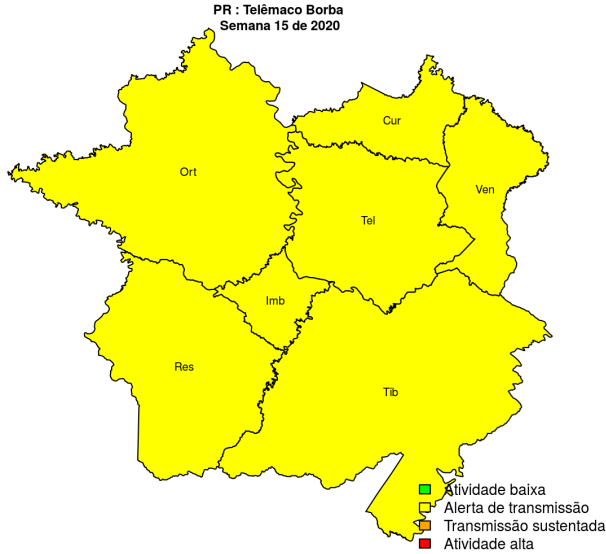 PR : Telêmaco Borba
Semana 15 de 2020
Cur
Ort
Ven
Tel
Imb
Res
Tib
Atividade baixa
Alerta de transmissão
Transmissão sustentada
Atividade alta